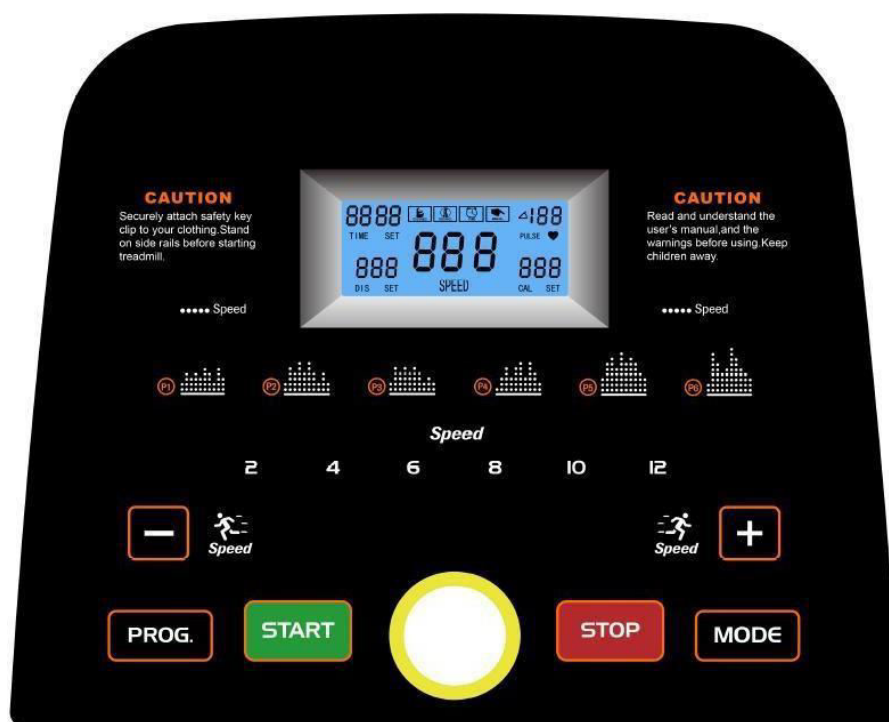 CAUTION
Securely attach safety key
clip to your clothing.Stand
on side rails before starting
treadmill.
••••• Speed
88:88
188
TIME SET
PULSE
888
888
888
DIS SET
SPEED
CAL SET
CAUTION
Read and understand the
user's manual,and the
warnings before using.Keep
children away.
••••• Speed
P1
P2
P3
P4
P5
P6
Speed
2 4 6 8 10 12
Speed
Speed
PROG.
START
STOP
MODE